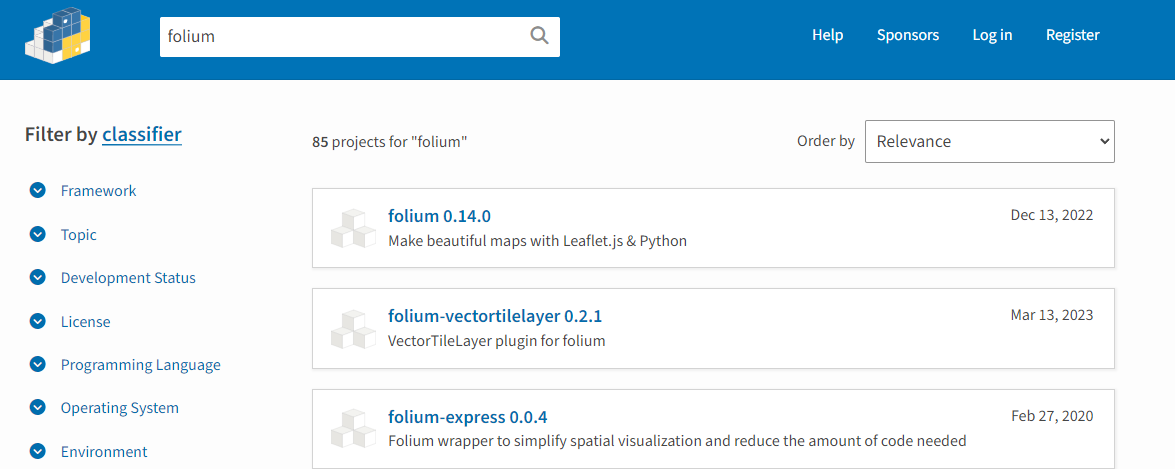 folium
Help Sponsors Log in Register
Filter by classifier
Framework
Topic
Development Status
License
Programming Language
Operating System
Environment
85 projects for "folium"
Order by Relevance
folium 0.14.0 Dec 13, 2022
Make beautiful maps with Leaflet.js & Python
folium-vectortilelayer 0.2.1 Mar 13, 2023
VectorTileLayer plugin for folium
folium-express 0.0.4 Feb 27, 2020
Folium wrapper to simplify spatial visualization and reduce the amount of code needed